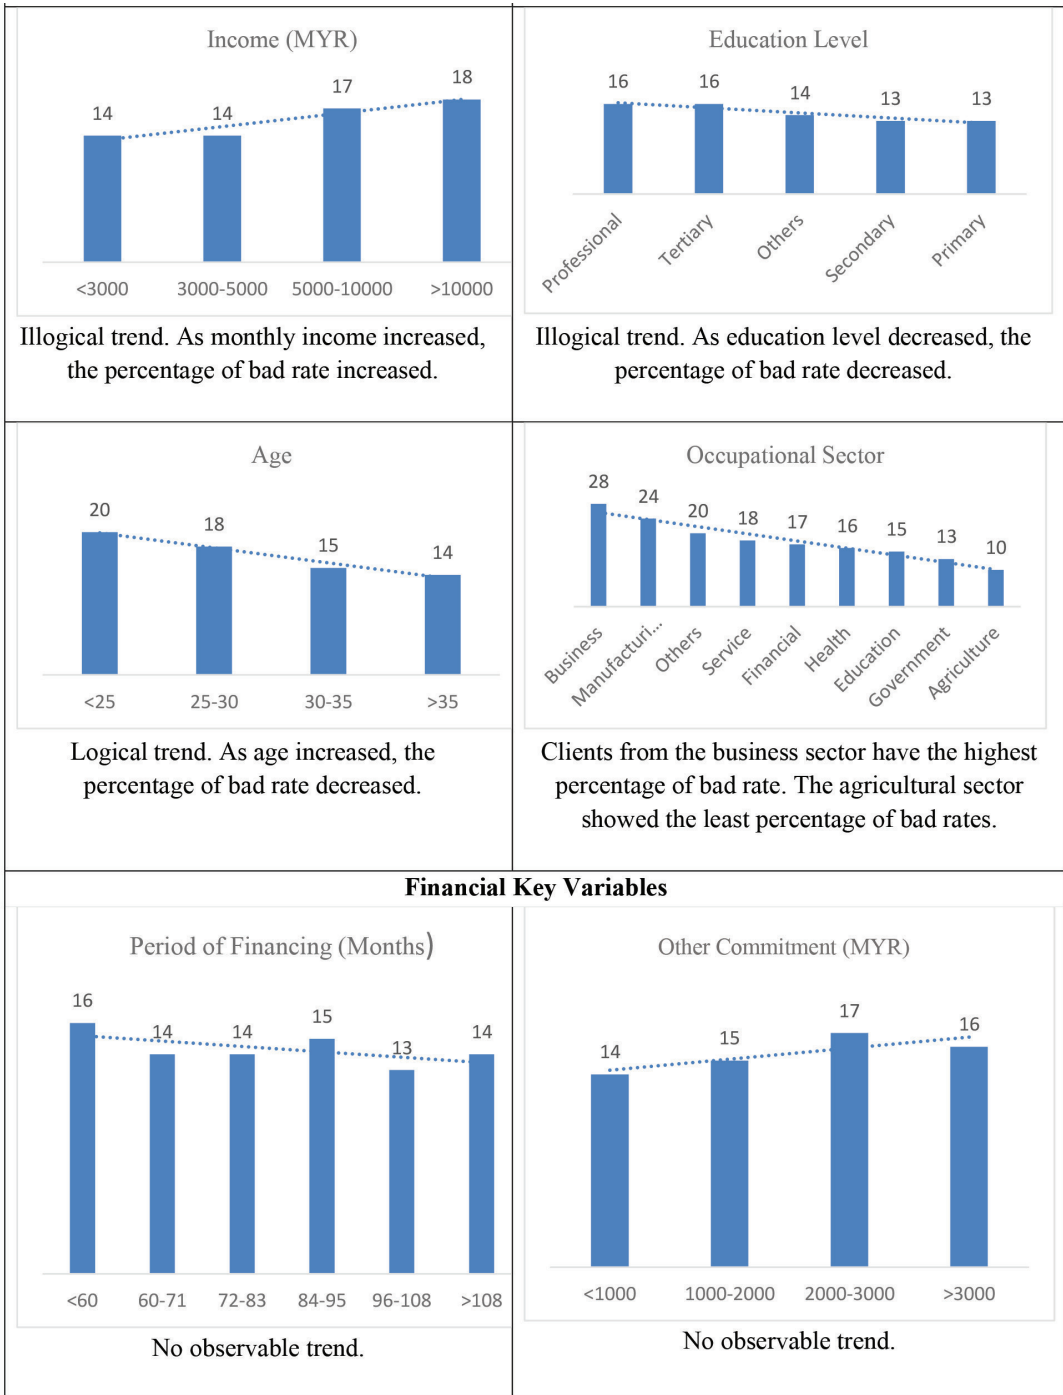 Income (MYR)
14 14 17 18
<3000 3000-5000 5000-10000 >10000
Illogical trend. As monthly income increased,
the percentage of bad rate increased.
Education Level
16 16 14 13 13
Professional Tertiary Others Secondary Primary
Illogical trend. As education level decreased, the
percentage of bad rate decreased.
Age
20 18 15 14
<25 25-30 30-35 >35
Logical trend. As age increased, the
percentage of bad rate decreased.
Occupational Sector
28 24 20 18 17 16 15 13 10
Business Manufacturi... Others Service Financial Health Education Government Agriculture
Clients from the business sector have the highest
percentage of bad rate. The agricultural sector
showed the least percentage of bad rates.
Financial Key Variables
Period of Financing (Months)
16 14 14 15 13 14
<60 60-71 72-83 84-95 96-108 >108
No observable trend.
Other Commitment (MYR)
14 15 17 16
<1000 1000-2000 2000-3000 >3000
No observable trend.